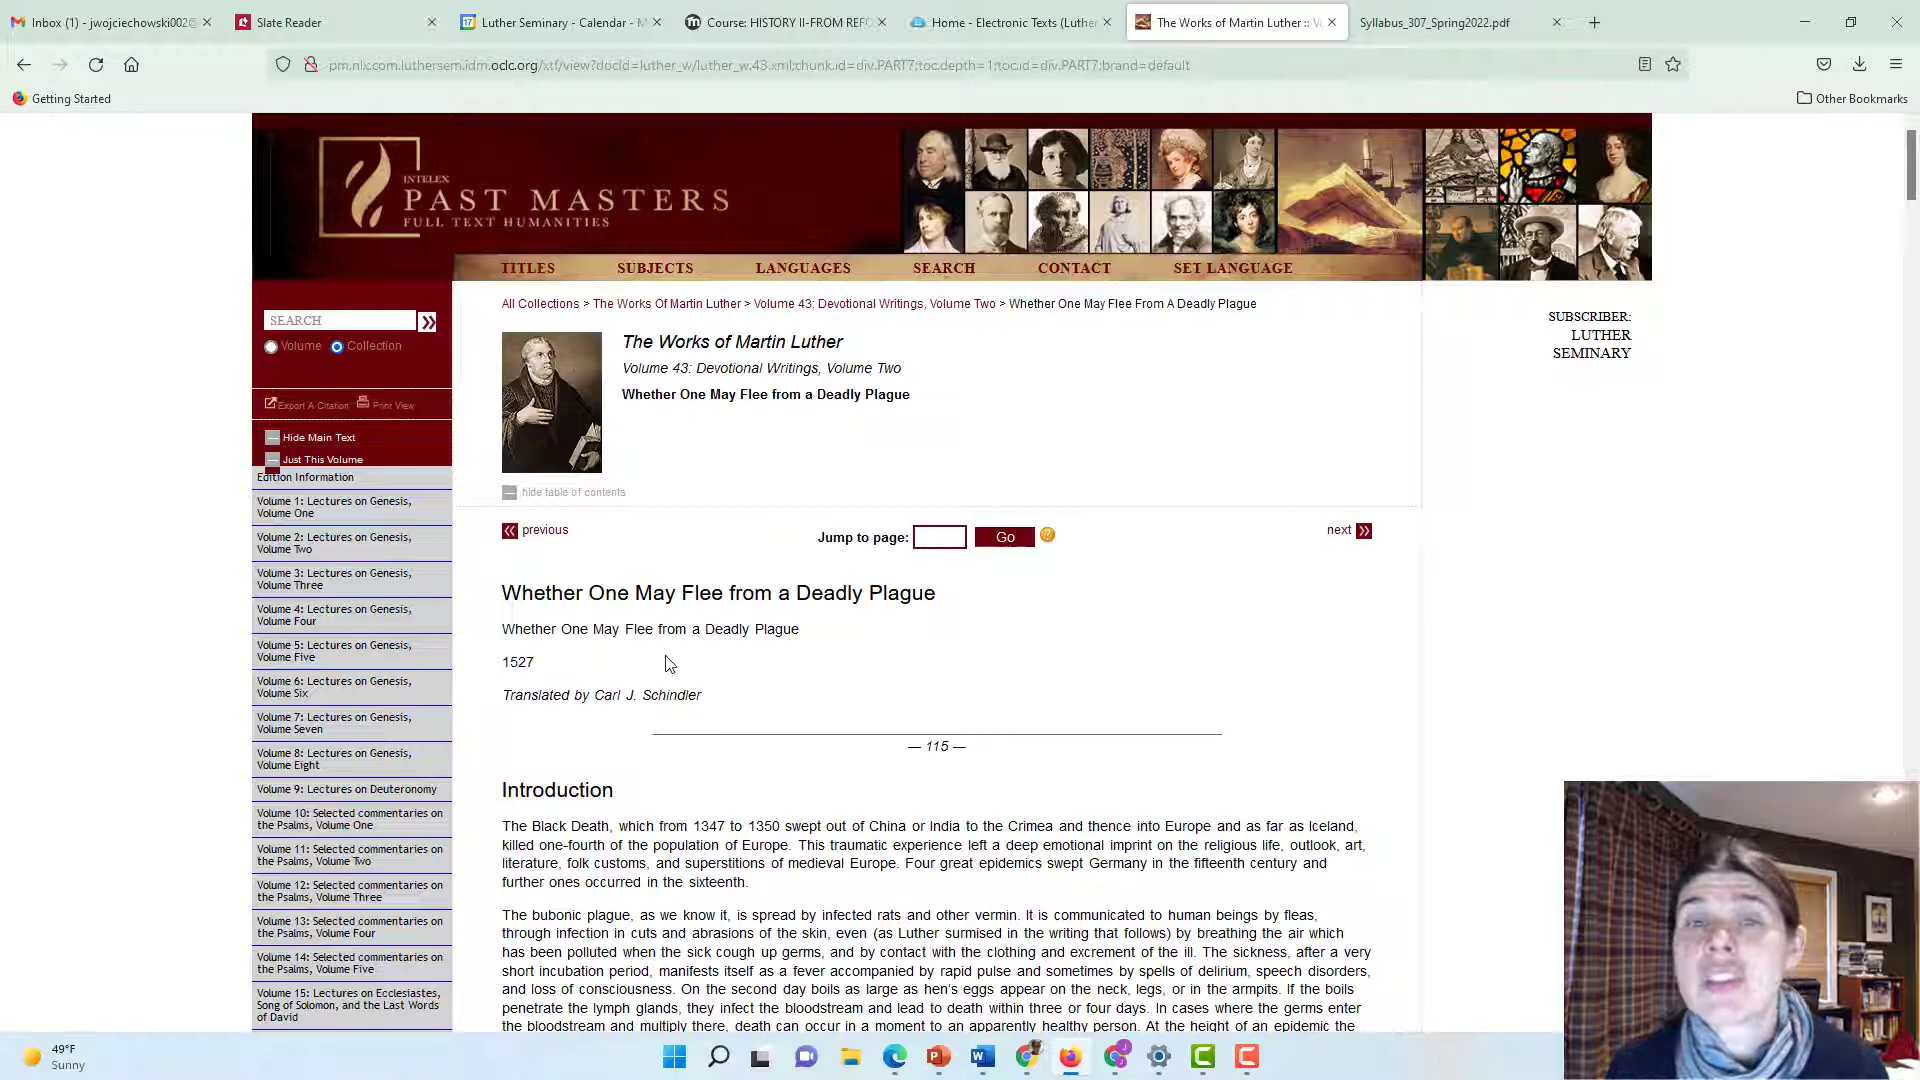 Inbox (1) - jwojciechowski002@
Slate Reader
Luther Seminary - Calendar - M
Course: HISTORY II-FROM REFO
Home - Electronic Texts (Luther
The Works of Martin Luther :: V
Syllabus_307_Spring2022.pdf
pm.nlx.com.luthersem.idm.oclc.org/xtf/view?docId=luther_w/luther_w.43.xml;chunk.id=div.PART7;toc.depth=1;toc.id=div.PART7;brand=default
Getting Started
Other Bookmarks
INTELEX
PAST MASTERS
FULL TEXT HUMANITIES
TITLES SUBJECTS LANGUAGES SEARCH CONTACT SET LANGUAGE
SEARCH
Volume Collection
Export A Citation Print View
Hide Main Text
Just This Volume
Edition Information
Volume 1: Lectures on Genesis,
Volume One
Volume 2: Lectures on Genesis,
Volume Two
Volume 3: Lectures on Genesis,
Volume Three
Volume 4: Lectures on Genesis,
Volume Four
Volume 5: Lectures on Genesis,
Volume Five
Volume 6: Lectures on Genesis,
Volume Six
Volume 7: Lectures on Genesis,
Volume Seven
Volume 8: Lectures on Genesis,
Volume Eight
Volume 9: Lectures on Deuteronomy
Volume 10: Selected commentaries on
the Psalms, Volume One
Volume 11: Selected commentaries on
the Psalms, Volume Two
Volume 12: Selected commentaries on
the Psalms, Volume Three
Volume 13: Selected commentaries on
the Psalms, Volume Four
Volume 14: Selected commentaries on
the Psalms, Volume Five
Volume 15: Lectures on Ecclesiastes,
Song of Solomon, and the Last Words
of David
All Collections > The Works Of Martin Luther > Volume 43: Devotional Writings, Volume Two > Whether One May Flee From A Deadly Plague
The Works of Martin Luther
Volume 43: Devotional Writings, Volume Two
Whether One May Flee from a Deadly Plague
hide table of contents
SUBSCRIBER:
LUTHER
SEMINARY
previous
Jump to page: Go ?
next
Whether One May Flee from a Deadly Plague
Whether One May Flee from a Deadly Plague
1527
Translated by Carl J. Schindler
— 115 —
Introduction
The Black Death, which from 1347 to 1350 swept out of China or India to the Crimea and thence into Europe and as far as Iceland,
killed one-fourth of the population of Europe. This traumatic experience left a deep emotional imprint on the religious life, outlook, art,
literature, folk customs, and superstitions of medieval Europe. Four great epidemics swept Germany in the fifteenth century and
further ones occurred in the sixteenth.
The bubonic plague, as we know it, is spread by infected rats and other vermin. It is communicated to human beings by fleas,
through infection in cuts and abrasions of the skin, even (as Luther surmised in the writing that follows) by breathing the air which
has been polluted when the sick cough up germs, and by contact with the clothing and excrement of the ill. The sickness, after a very
short incubation period, manifests itself as a fever accompanied by rapid pulse and sometimes by spells of delirium, speech disorders,
and loss of consciousness. On the second day boils as large as hen's eggs appear on the neck, legs, or in the armpits. If the boils
penetrate the lymph glands, they infect the bloodstream and lead to death within three or four days. In cases where the germs enter
the bloodstream and multiply there, death can occur in a moment to an apparently healthy person. At the height of an epidemic the
49°F
Sunny